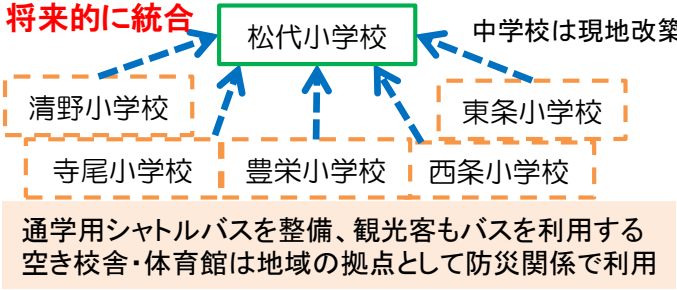 将来的に統合
松代小学校
中学校は現地改築
清野小学校
東条小学校
寺尾小学校
豊栄小学校
西条小学校
通学用シャトルバスを整備、観光客もバスを利用する
空き校舎・体育館は地域の拠点として防災関係で利用